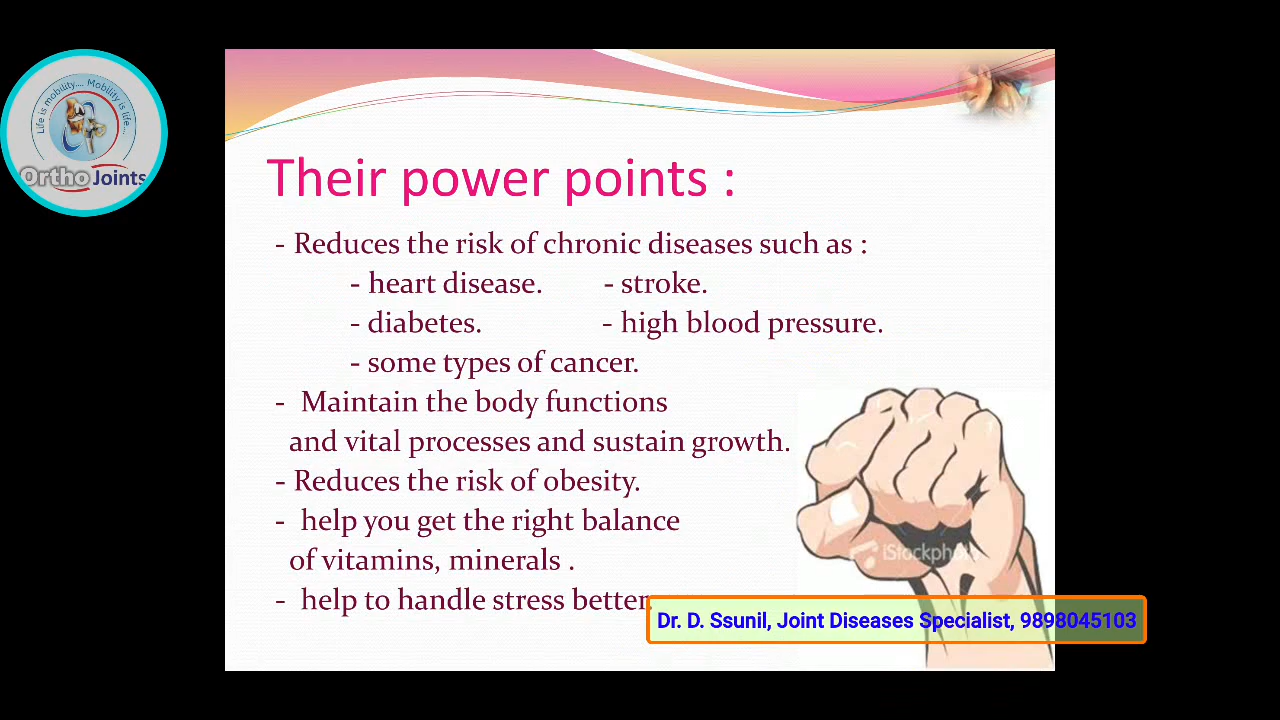 Life is mobility.... Mobility is life...
Ortho Joints
Their power points :
- Reduces the risk of chronic diseases such as :
- heart disease. - stroke.
- diabetes. - high blood pressure.
- some types of cancer.
- Maintain the body functions
and vital processes and sustain growth.
- Reduces the risk of obesity.
- help you get the right balance
of vitamins, minerals .
- help to handle stress better.
iStockphoto
Dr. D. Ssunil, Joint Diseases Specialist, 9898045103